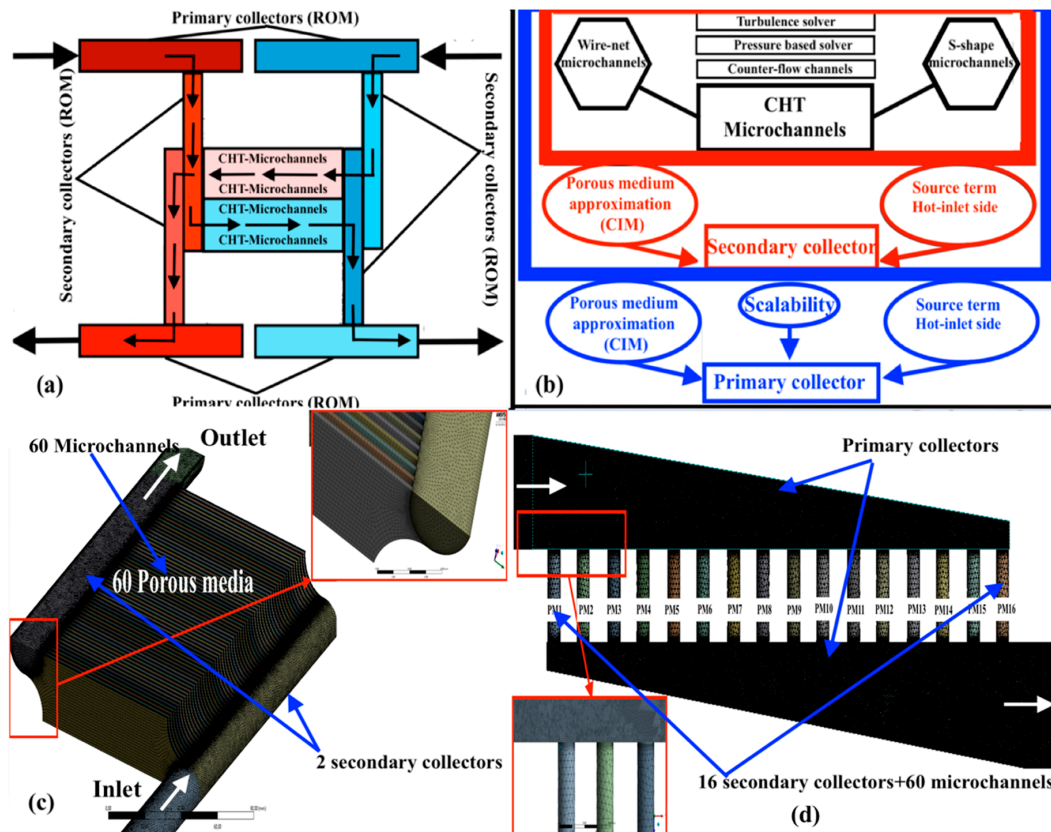 Primary collectors (ROM)
Secondary collectors (ROM)
Secondary collectors (ROM)
CHT-Microchannels
CHT-Microchannels
CHT-Microchannels
CHT-Microchannels
(a)
Primary collectors (ROM)
Turbulence solver
Pressure based solver
Counter-flow channels
Wire-net
microchannels
S-shape
microchannels
CHT
Microchannels
Porous medium
approximation
(CIM)
Source term
Hot-inlet side
Secondary collector
Porous medium
approximation
(CIM)
Scalability
Source term
Hot-inlet side
(b)
Primary collector
60 Microchannels
Outlet
60 Porous media
2 secondary collectors
Inlet
(c)
Primary collectors
PM1 PM2 PM3 PM4 PM5 PM6 PM7 PM8 PM9 PM10 PM11 PM12 PM13 PM14 PM15 PM16
16 secondary collectors+60 microchannels
(d)